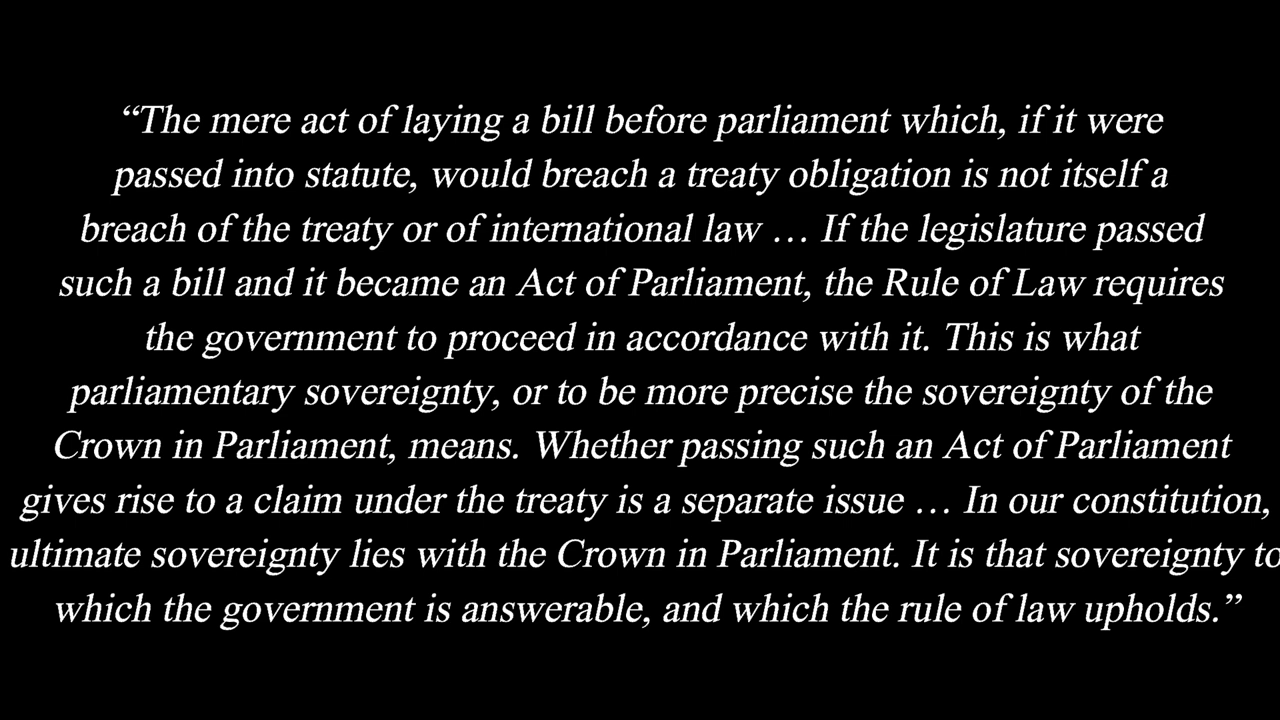 “The mere act of laying a bill before parliament which, if it were
passed into statute, would breach a treaty obligation is not itself a
breach of the treaty or of international law … If the legislature passed
such a bill and it became an Act of Parliament, the Rule of Law requires
the government to proceed in accordance with it. This is what
parliamentary sovereignty, or to be more precise the sovereignty of the
Crown in Parliament, means. Whether passing such an Act of Parliament
gives rise to a claim under the treaty is a separate issue … In our constitution,
ultimate sovereignty lies with the Crown in Parliament. It is that sovereignty to
which the government is answerable, and which the rule of law upholds.”